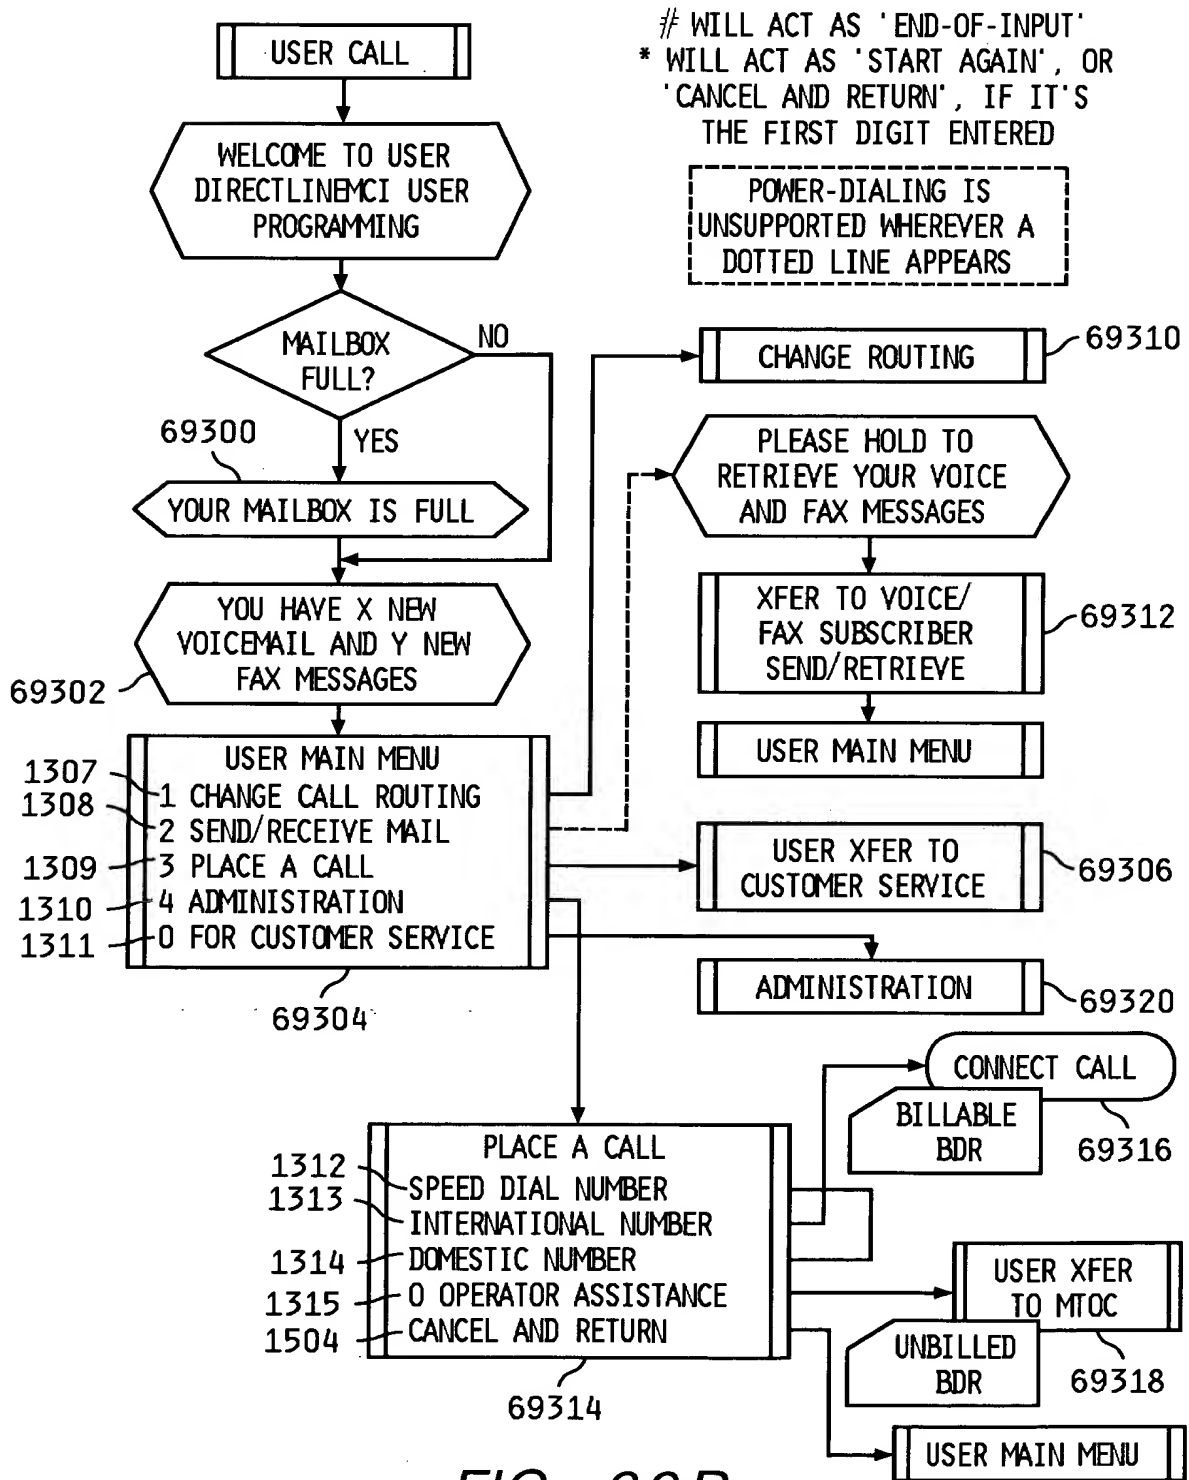 USER CALL
# WILL ACT AS 'END-OF-INPUT'
* WILL ACT AS 'START AGAIN', OR
'CANCEL AND RETURN', IF IT'S
THE FIRST DIGIT ENTERED
WELCOME TO USER
DIRECTLINEMCI USER
PROGRAMMING
POWER-DIALING IS
UNSUPPORTED WHEREVER A
DOTTED LINE APPEARS
MAILBOX
FULL?
NO
YES
69300
YOUR MAILBOX IS FULL
YOU HAVE X NEW
VOICEMAIL AND Y NEW
FAX MESSAGES
69302
CHANGE ROUTING
69310
PLEASE HOLD TO
RETRIEVE YOUR VOICE
AND FAX MESSAGES
XFER TO VOICE/
FAX SUBSCRIBER
SEND/RETRIEVE
69312
USER MAIN MENU
USER MAIN MENU
1307
1 CHANGE CALL ROUTING
1308
2 SEND/RECEIVE MAIL
1309
3 PLACE A CALL
1310
4 ADMINISTRATION
1311
0 FOR CUSTOMER SERVICE
69304
USER XFER TO
CUSTOMER SERVICE
69306
ADMINISTRATION
69320
CONNECT CALL
69316
BILLABLE
BDR
PLACE A CALL
1312
SPEED DIAL NUMBER
1313
INTERNATIONAL NUMBER
1314
DOMESTIC NUMBER
1315
0 OPERATOR ASSISTANCE
1504
CANCEL AND RETURN
69314
USER XFER
TO MTOC
69318
UNBILLED
BDR
USER MAIN MENU